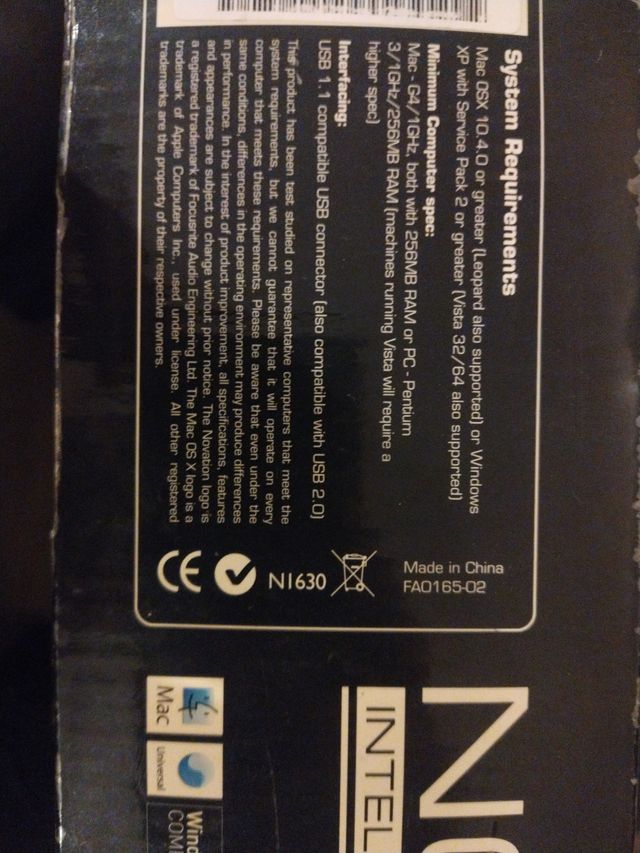 System Requirements
Mac OSX 10.4.0 or greater (Leopard also supported) or Windows
XP with Service Pack 2 or greater (Vista 32/64 also supported)
Minimum Computer spec:
Mac - G4/1GHz, both with 256MB RAM or PC - Pentium
3/1GHz/256MB RAM (machines running Vista will require a
higher spec)
Interfacing:
USB 1.1 compatible USB connector (also compatible with USB 2.0)
This product has been test studied on representative computers that meet the
system requirements, but we cannot guarantee that it will operate on every
computer that meets these requirements. Please be aware that even under the
same conditions, differences in the operating environment may produce differences
in performance. In the interest of product improvement, all specifications, features
and appearances are subject to change without prior notice. The Novation logo is
a registered trademark of Focusrite Audio Engineering Ltd. The Mac OS X logo is a
trademark of Apple Computers Inc., used under license. All other registered
trademarks are the property of their respective owners.
Made in China
FA0165-02
N1630
CE
INTEL
Mac
Universal